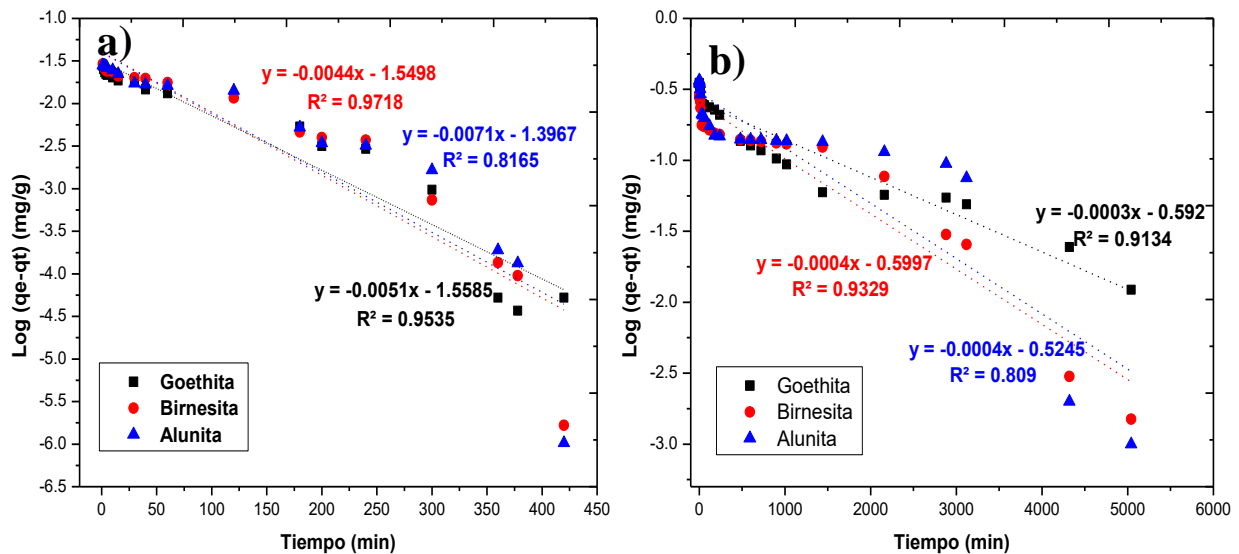 a)
y = -0.0044x - 1.5498
R² = 0.9718
y = -0.0071x - 1.3967
R² = 0.8165
y = -0.0051x - 1.5585
R² = 0.9535
Goethita
Birnesita
Alunita
Log (qe-qt) (mg/g)
-1.0
-1.5
-2.0
-2.5
-3.0
-3.5
-4.0
-4.5
-5.0
-5.5
-6.0
-6.5
0 50 100 150 200 250 300 350 400 450
Tiempo (min)
b)
y = -0.0003x - 0.592
R² = 0.9134
y = -0.0004x - 0.5997
R² = 0.9329
y = -0.0004x - 0.5245
R² = 0.809
Goethita
Birnesita
Alunita
Log (qe-qt) (mg/g)
0.0
-0.5
-1.0
-1.5
-2.0
-2.5
-3.0
0 1000 2000 3000 4000 5000 6000
Tiempo (min)